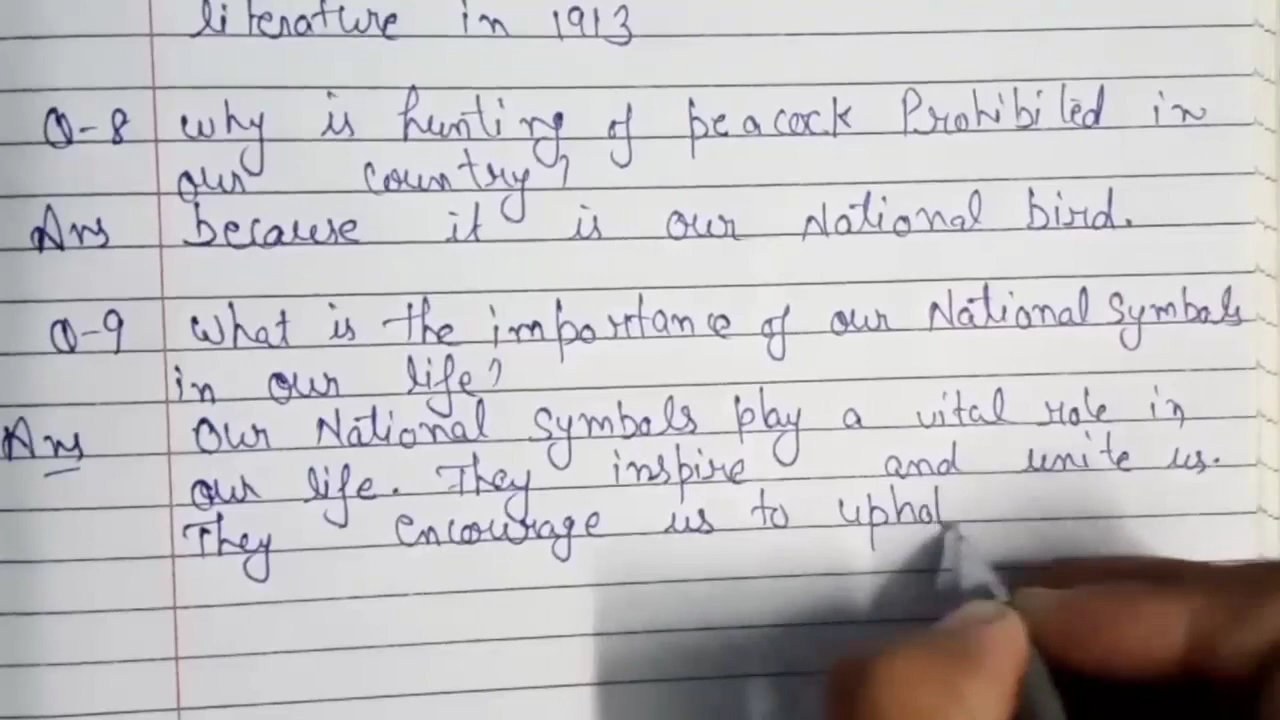 literature in 1913
Q-8 why is hunting of peacock Prohibited in
our country?
Ans because it is our National bird.
Q-9 What is the importance of our National Symbols
in our life?
Ans Our National Symbols play a vital role in
our life. They inspire and unite us.
They encourage us to uphol